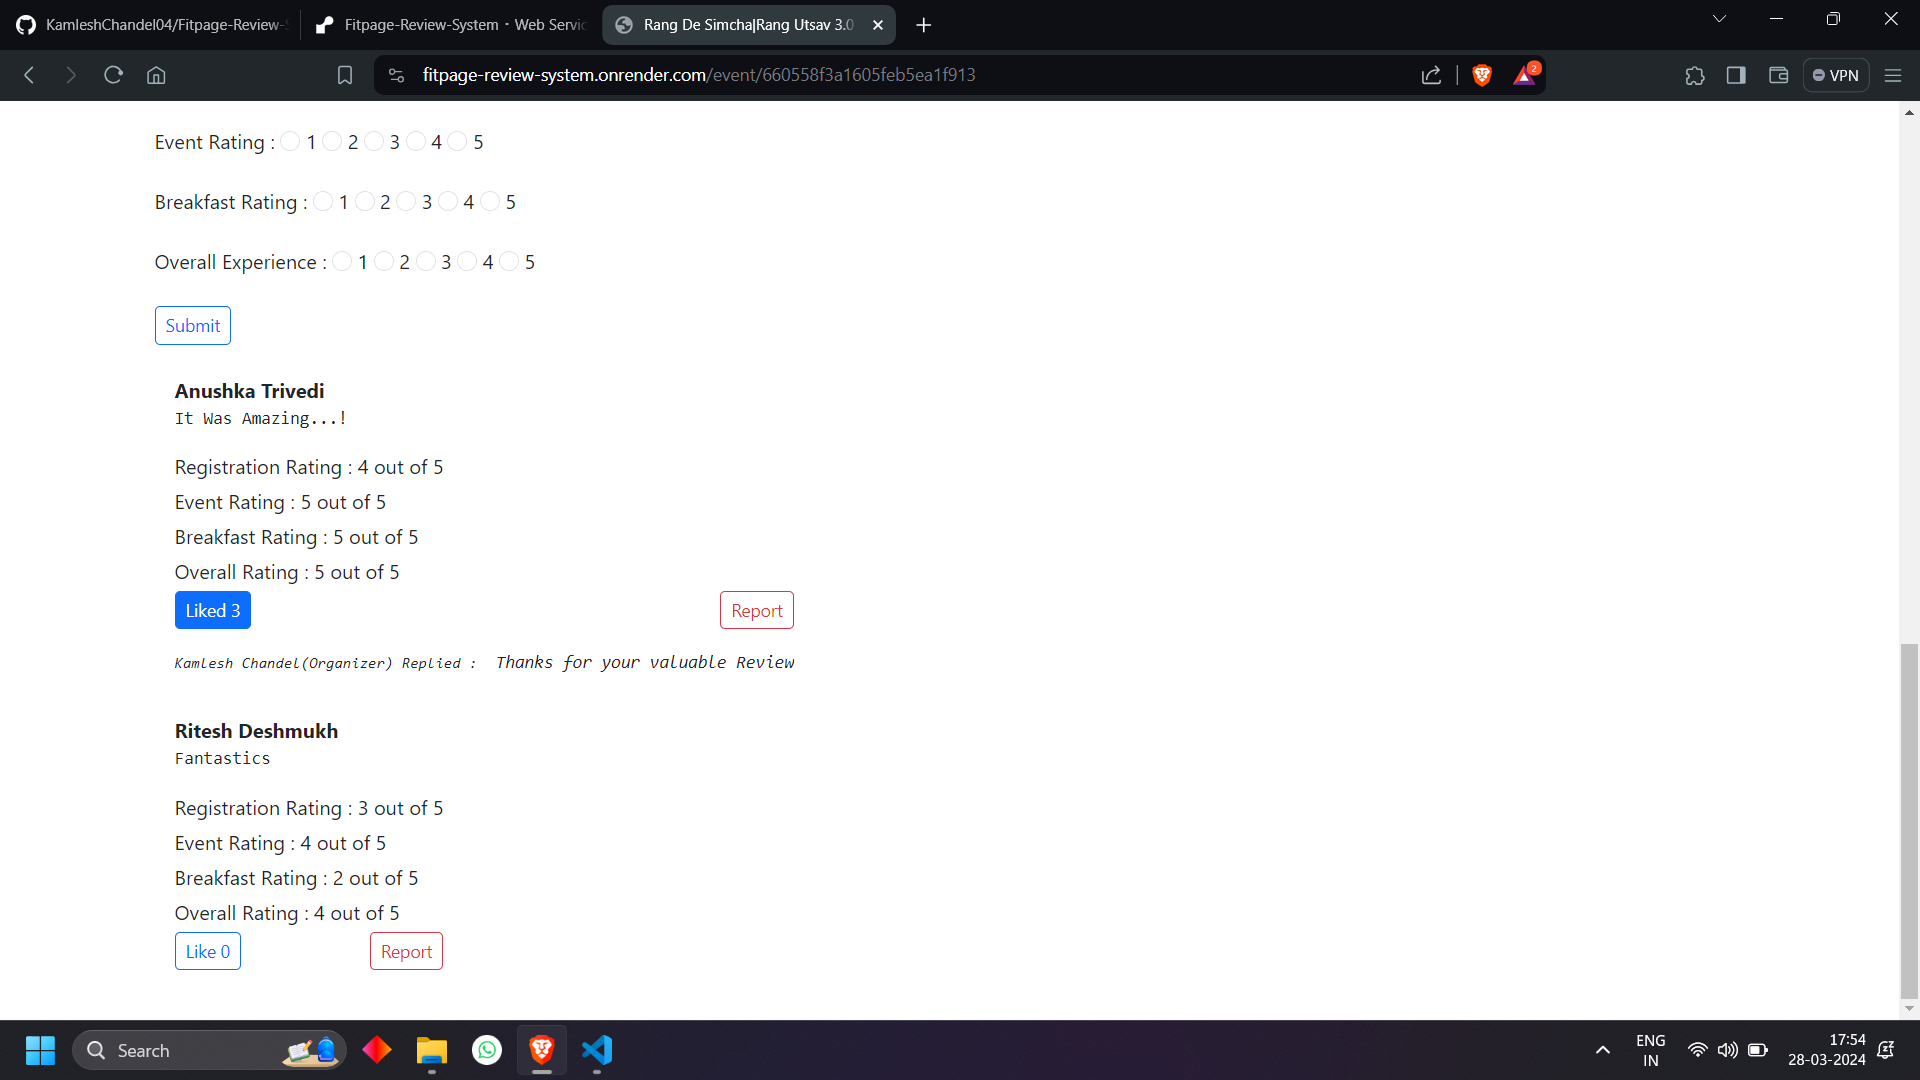 KamleshChandel04/Fitpage-Review-S
Fitpage-Review-System · Web Servic
Rang De Simcha|Rang Utsav 3.0
fitpage-review-system.onrender.com/event/660558f3a1605feb5ea1f913
2
VPN
Event Rating : 1 2 3 4 5
Breakfast Rating : 1 2 3 4 5
Overall Experience : 1 2 3 4 5
Submit
Anushka Trivedi
It Was Amazing...!
Registration Rating : 4 out of 5
Event Rating : 5 out of 5
Breakfast Rating : 5 out of 5
Overall Rating : 5 out of 5
Liked 3 Report
Kamlesh Chandel(Organizer) Replied : Thanks for your valuable Review
Ritesh Deshmukh
Fantastics
Registration Rating : 3 out of 5
Event Rating : 4 out of 5
Breakfast Rating : 2 out of 5
Overall Rating : 4 out of 5
Like 0 Report
Search
ENG
IN
17:54
28-03-2024